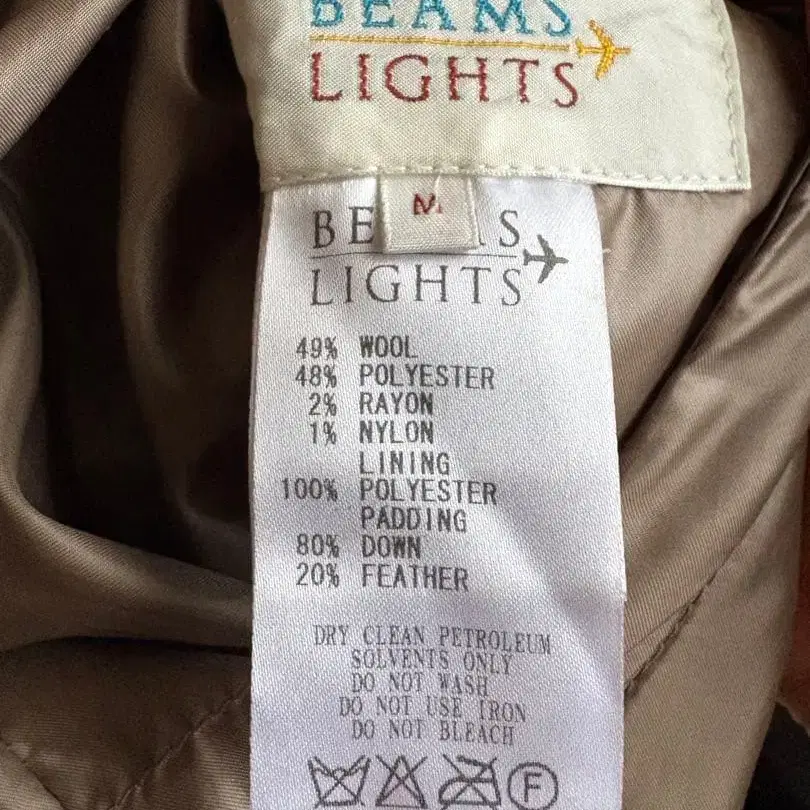 BEAMS
LIGHTS
M
BE S
LIGHTS
49% WOOL
48% POLYESTER
2% RAYON
1% NYLON
LINING
100% POLYESTER
PADDING
80% DOWN
20% FEATHER
DRY CLEAN PETROLEUM
SOLVENTS ONLY
DO NOT WASH
DO NOT USE IRON
DO NOT BLEACH
F